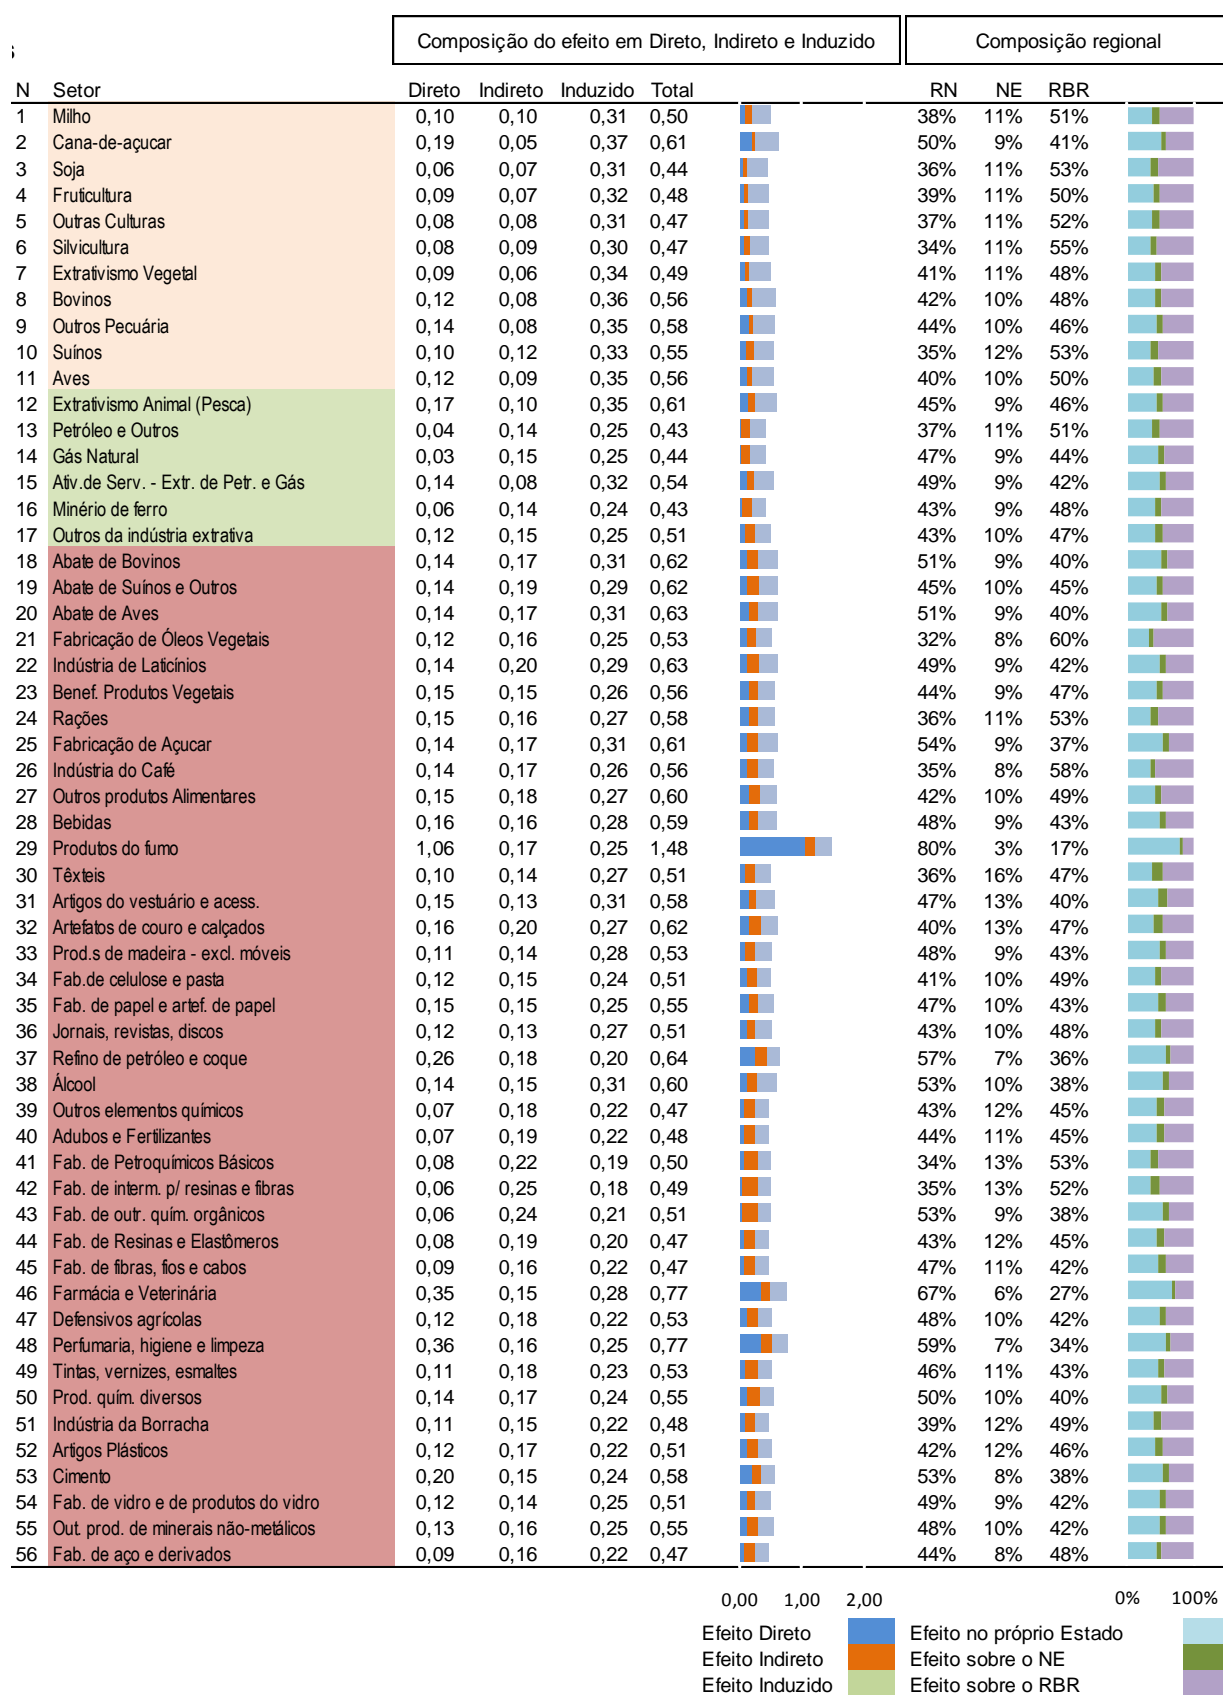 Composição do efeito em Direto, Indireto e Induzido Composição regional
N Setor Direto Indireto Induzido Total RN NE RBR
1 Milho 0,10 0,10 0,31 0,50 38% 11% 51%
2 Cana-de-açucar 0,19 0,05 0,37 0,61 50% 9% 41%
3 Soja 0,06 0,07 0,31 0,44 36% 11% 53%
4 Fruticultura 0,09 0,07 0,32 0,48 39% 11% 50%
5 Outras Culturas 0,08 0,08 0,31 0,47 37% 11% 52%
6 Silvicultura 0,08 0,09 0,30 0,47 34% 11% 55%
7 Extrativismo Vegetal 0,09 0,06 0,34 0,49 41% 11% 48%
8 Bovinos 0,12 0,08 0,36 0,56 42% 10% 48%
9 Outros Pecuária 0,14 0,08 0,35 0,58 44% 10% 46%
10 Suínos 0,10 0,12 0,33 0,55 35% 12% 53%
11 Aves 0,12 0,09 0,35 0,56 40% 10% 50%
12 Extrativismo Animal (Pesca) 0,17 0,10 0,35 0,61 45% 9% 46%
13 Petróleo e Outros 0,04 0,14 0,25 0,43 37% 11% 51%
14 Gás Natural 0,03 0,15 0,25 0,44 47% 9% 44%
15 Ativ.de Serv. - Extr. de Petr. e Gás 0,14 0,08 0,32 0,54 49% 9% 42%
16 Minério de ferro 0,06 0,14 0,24 0,43 43% 9% 48%
17 Outros da indústria extrativa 0,12 0,15 0,25 0,51 43% 10% 47%
18 Abate de Bovinos 0,14 0,17 0,31 0,62 51% 9% 40%
19 Abate de Suínos e Outros 0,14 0,19 0,29 0,62 45% 10% 45%
20 Abate de Aves 0,14 0,17 0,31 0,63 51% 9% 40%
21 Fabricação de Óleos Vegetais 0,12 0,16 0,25 0,53 32% 8% 60%
22 Indústria de Laticínios 0,14 0,20 0,29 0,63 49% 9% 42%
23 Benef. Produtos Vegetais 0,15 0,15 0,26 0,56 44% 9% 47%
24 Rações 0,15 0,16 0,27 0,58 36% 11% 53%
25 Fabricação de Açucar 0,14 0,17 0,31 0,61 54% 9% 37%
26 Indústria do Café 0,14 0,17 0,26 0,56 35% 8% 58%
27 Outros produtos Alimentares 0,15 0,18 0,27 0,60 42% 10% 49%
28 Bebidas 0,16 0,16 0,28 0,59 48% 9% 43%
29 Produtos do fumo 1,06 0,17 0,25 1,48 80% 3% 17%
30 Têxteis 0,10 0,14 0,27 0,51 36% 16% 47%
31 Artigos do vestuário e acess. 0,15 0,13 0,31 0,58 47% 13% 40%
32 Artefatos de couro e calçados 0,16 0,20 0,27 0,62 40% 13% 47%
33 Prod.s de madeira - excl. móveis 0,11 0,14 0,28 0,53 48% 9% 43%
34 Fab.de celulose e pasta 0,12 0,15 0,24 0,51 41% 10% 49%
35 Fab. de papel e artef. de papel 0,15 0,15 0,25 0,55 47% 10% 43%
36 Jornais, revistas, discos 0,12 0,13 0,27 0,51 43% 10% 48%
37 Refino de petróleo e coque 0,26 0,18 0,20 0,64 57% 7% 36%
38 Álcool 0,14 0,15 0,31 0,60 53% 10% 38%
39 Outros elementos químicos 0,07 0,18 0,22 0,47 43% 12% 45%
40 Adubos e Fertilizantes 0,07 0,19 0,22 0,48 44% 11% 45%
41 Fab. de Petroquímicos Básicos 0,08 0,22 0,19 0,50 34% 13% 53%
42 Fab. de interm. p/ resinas e fibras 0,06 0,25 0,18 0,49 35% 13% 52%
43 Fab. de outr. quím. orgânicos 0,06 0,24 0,21 0,51 53% 9% 38%
44 Fab. de Resinas e Elastômeros 0,08 0,19 0,20 0,47 43% 12% 45%
45 Fab. de fibras, fios e cabos 0,09 0,16 0,22 0,47 47% 11% 42%
46 Farmácia e Veterinária 0,35 0,15 0,28 0,77 67% 6% 27%
47 Defensivos agrícolas 0,12 0,18 0,22 0,53 48% 10% 42%
48 Perfumaria, higiene e limpeza 0,36 0,16 0,25 0,77 59% 7% 34%
49 Tintas, vernizes, esmaltes 0,11 0,18 0,23 0,53 46% 11% 43%
50 Prod. quím. diversos 0,14 0,17 0,24 0,55 50% 10% 40%
51 Indústria da Borracha 0,11 0,15 0,22 0,48 39% 12% 49%
52 Artigos Plásticos 0,12 0,17 0,22 0,51 42% 12% 46%
53 Cimento 0,20 0,15 0,24 0,58 53% 8% 38%
54 Fab. de vidro e de produtos do vidro 0,12 0,14 0,25 0,51 49% 9% 42%
55 Out. prod. de minerais não-metálicos 0,13 0,16 0,25 0,55 48% 10% 42%
56 Fab. de aço e derivados 0,09 0,16 0,22 0,47 44% 8% 48%
0,00 1,00 2,00 0% 100%
Efeito Direto Efeito no próprio Estado
Efeito Indireto Efeito sobre o NE
Efeito Induzido Efeito sobre o RBR